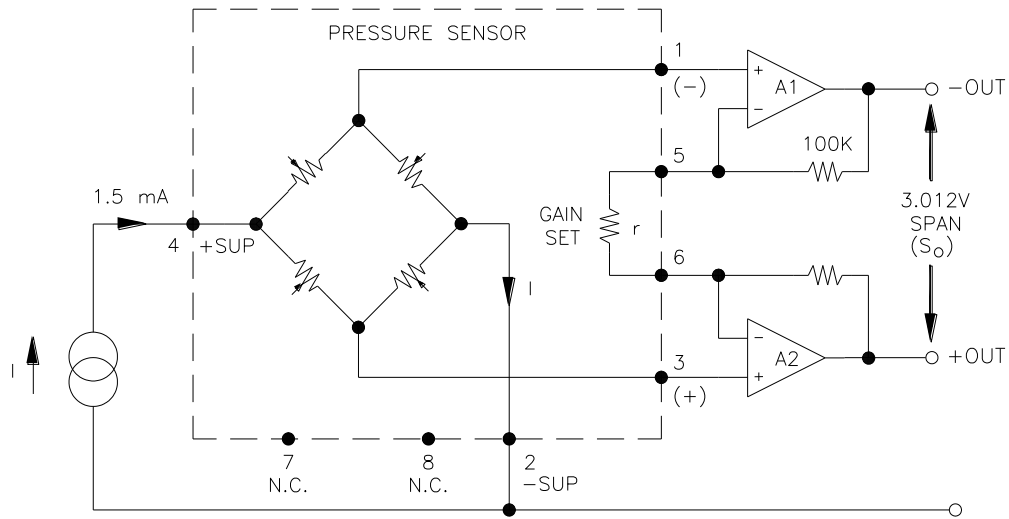 PRESSURE SENSOR
1
(-)
+
A1
-
-OUT
100K
5
1.5 mA
4
+SUP
GAIN
SET
r
3.012V
SPAN
(So)
6
I
I
-
A2
+
+OUT
3
(+)
7
N.C.
8
N.C.
2
-SUP